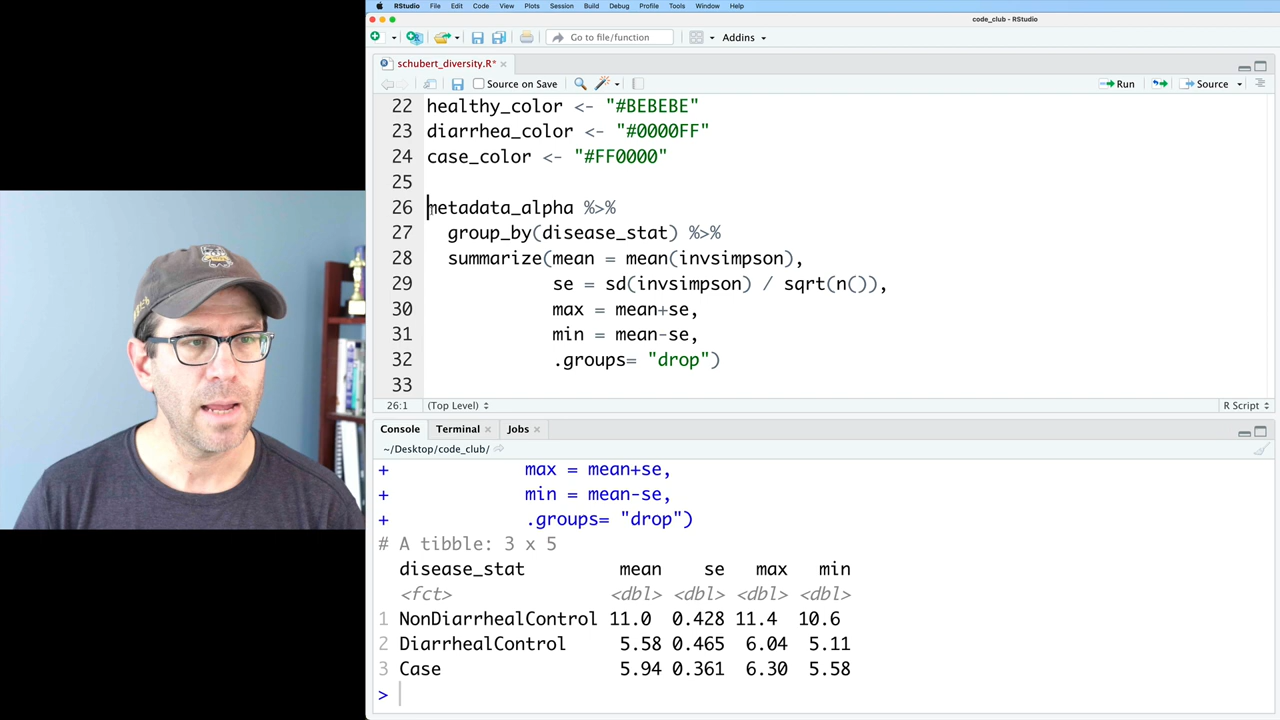 RStudio File Edit Code View Plots Session Build Debug Profile Tools Window Help
code_club - RStudio
Go to file/function Addins
schubert_diversity.R*
Source on Save Run Source
22 healthy_color <- "#BEBEBE"
23 diarrhea_color <- "#0000FF"
24 case_color <- "#FF0000"
25
26 metadata_alpha %>%
27 group_by(disease_stat) %>%
28 summarize(mean = mean(invsimpson),
29 se = sd(invsimpson) / sqrt(n()),
30 max = mean+se,
31 min = mean-se,
32 .groups= "drop")
33
26:1 (Top Level) R Script
Console Terminal Jobs
~/Desktop/code_club/
+ max = mean+se,
+ min = mean-se,
+ .groups= "drop")
# A tibble: 3 x 5
disease_stat mean se max min
<fct> <dbl> <dbl> <dbl> <dbl>
1 NonDiarrhealControl 11.0 0.428 11.4 10.6
2 DiarrhealControl 5.58 0.465 6.04 5.11
3 Case 5.94 0.361 6.30 5.58
>